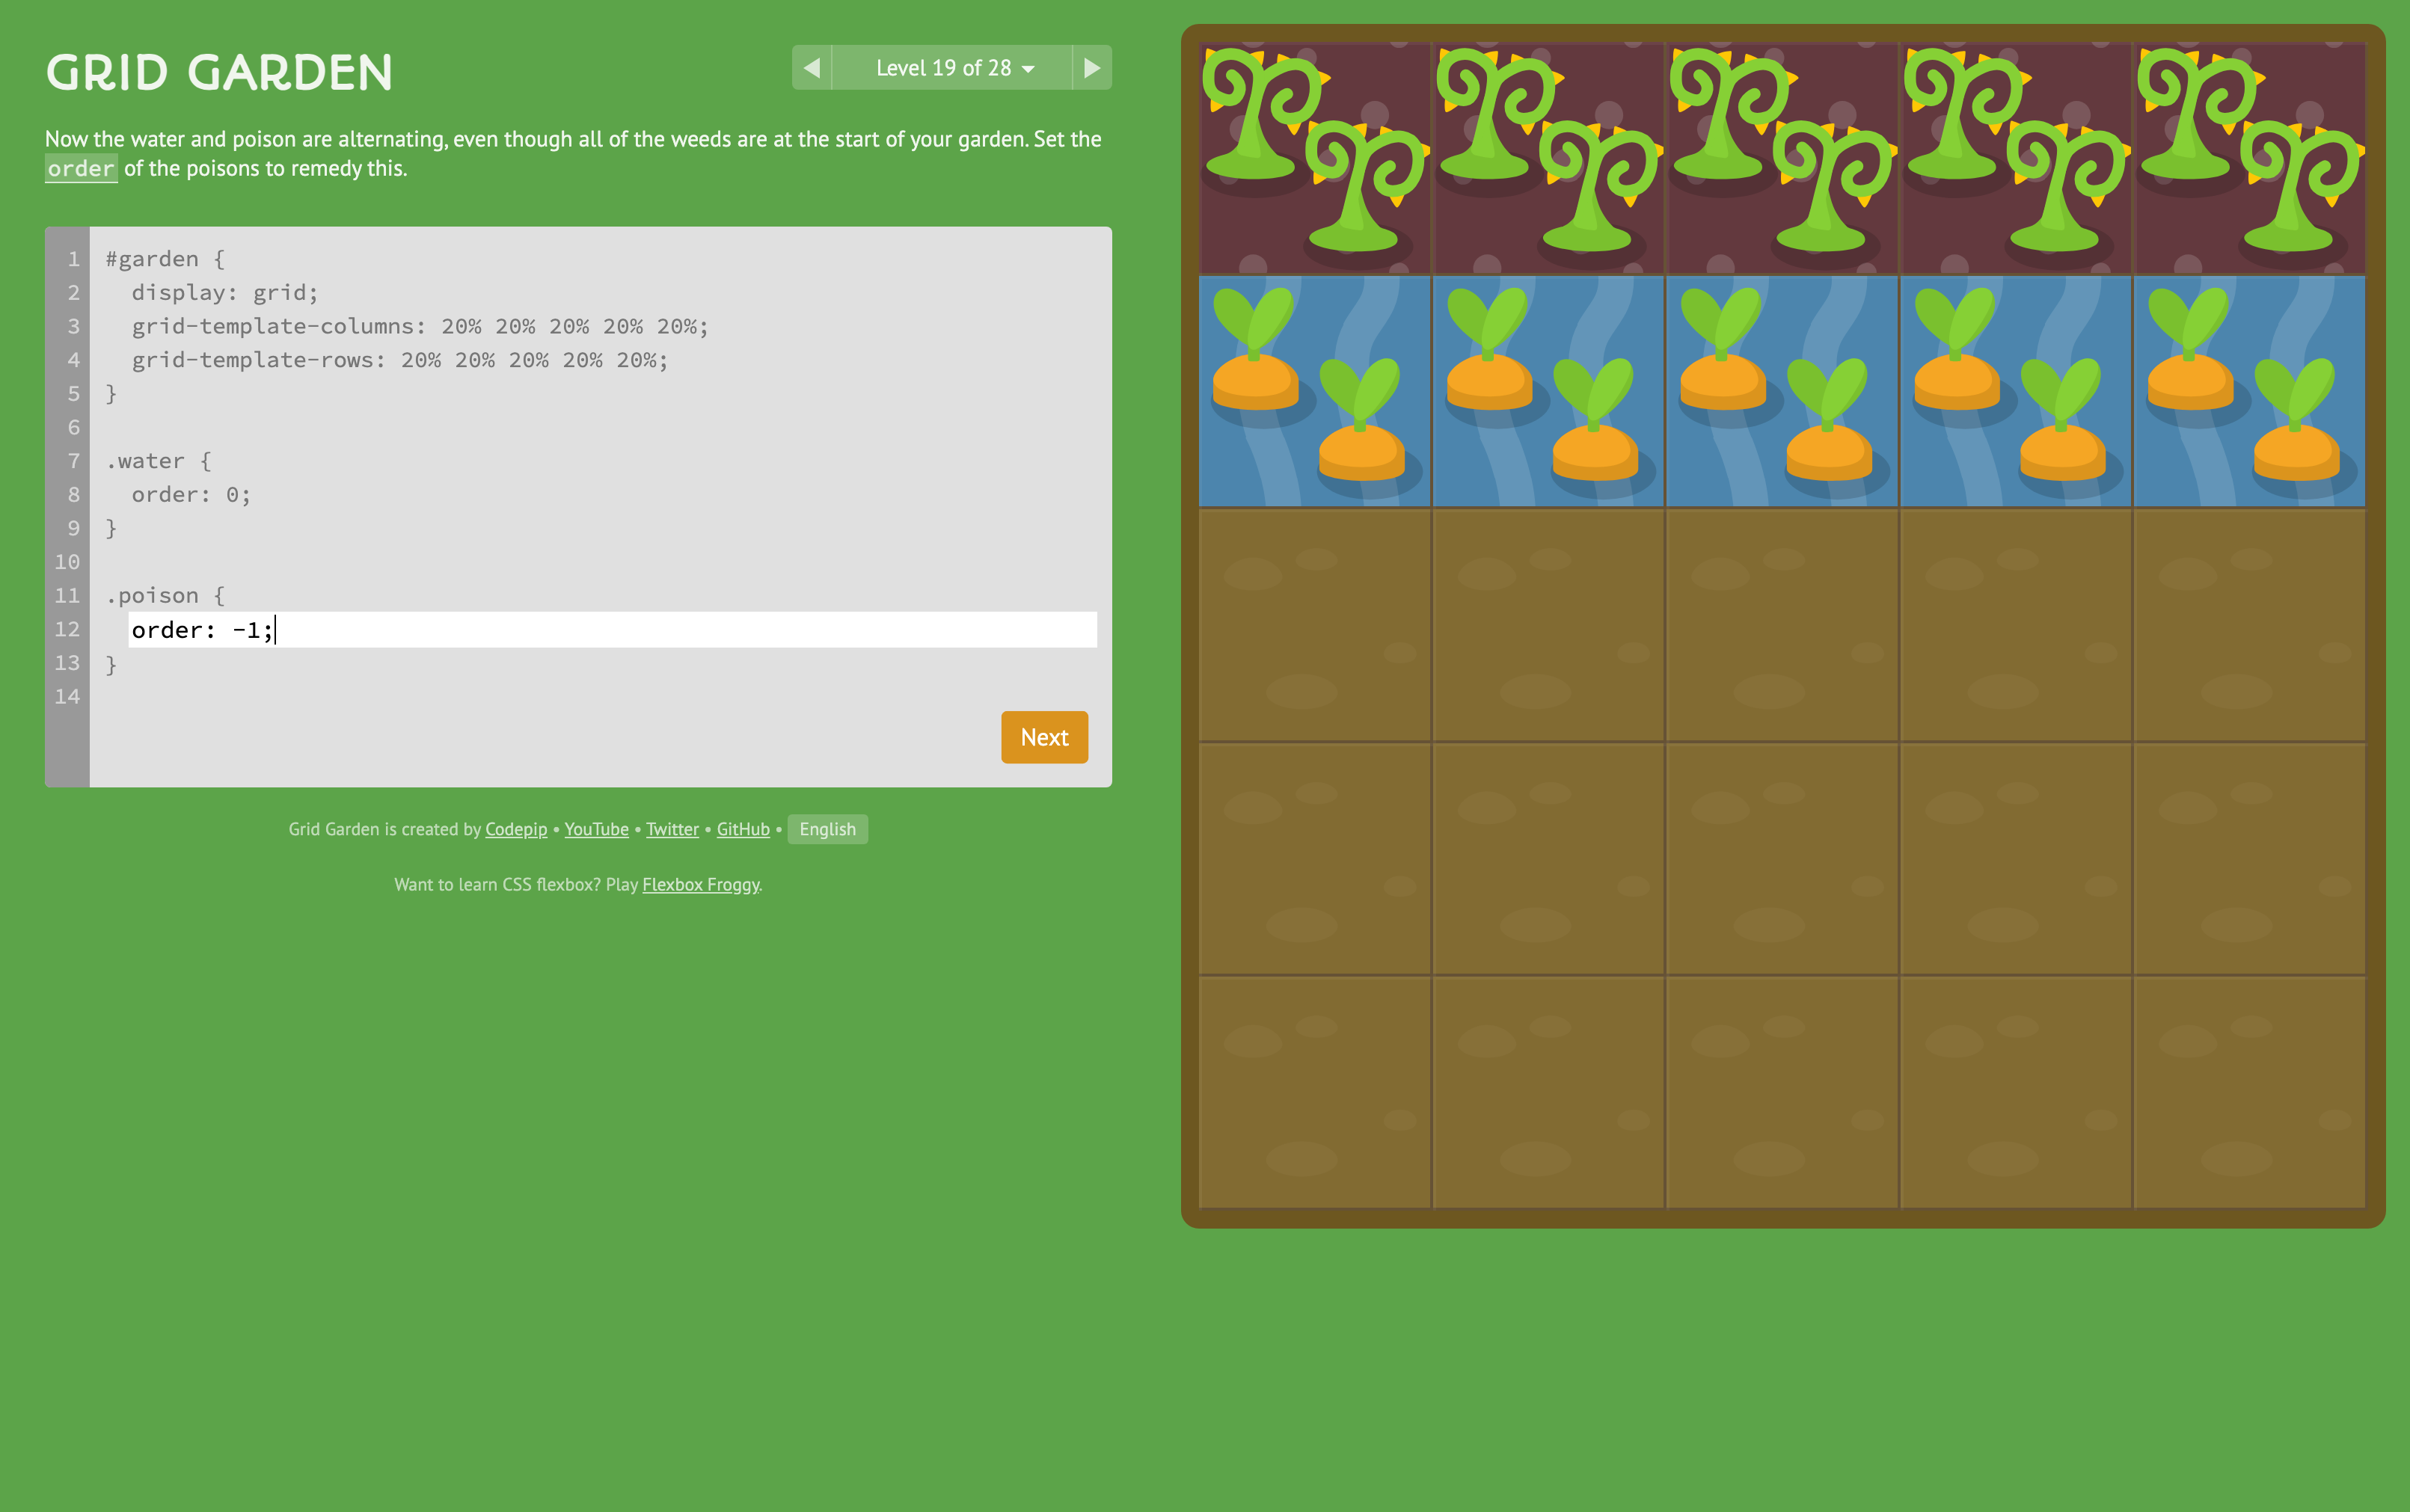 GRID GARDEN
Level 19 of 28
Now the water and poison are alternating, even though all of the weeds are at the start of your garden. Set the
order of the poisons to remedy this.
1 #garden {
2   display: grid;
3   grid-template-columns: 20% 20% 20% 20% 20%;
4   grid-template-rows: 20% 20% 20% 20% 20%;
5 }
6
7 .water {
8   order: 0;
9 }
10
11 .poison {
12   order: -1;
13 }
14
Next
Grid Garden is created by Codepip • YouTube • Twitter • GitHub • English
Want to learn CSS flexbox? Play Flexbox Froggy.